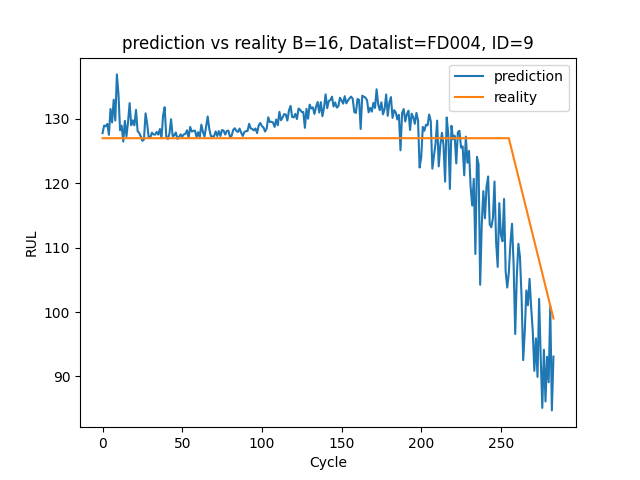 prediction vs reality B=16, Datalist=FD004, ID=9
prediction
reality
RUL
130
120
110
100
90
0
50
100
150
200
250
Cycle